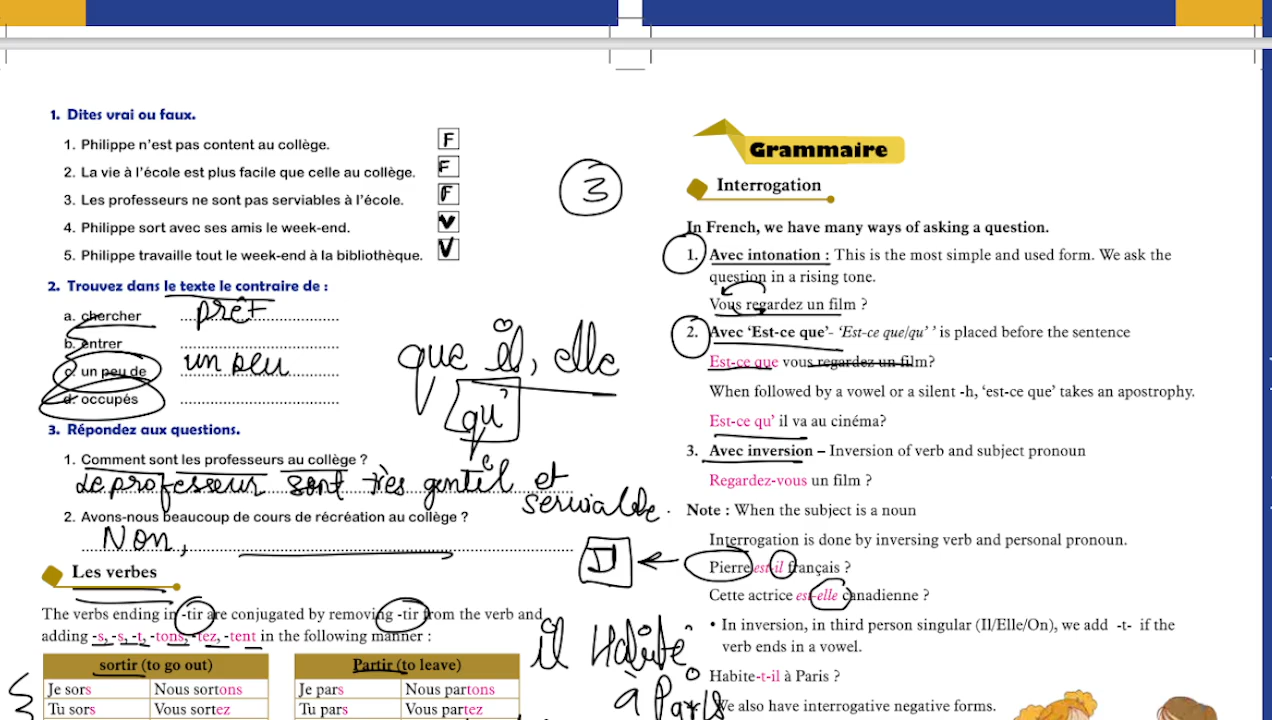 1. Dites vrai ou faux.
1. Philippe n'est pas content au collège. F
2. La vie à l'école est plus facile que celle au collège. F
3. Les professeurs ne sont pas serviables à l'école. F
4. Philippe sort avec ses amis le week-end. V
5. Philippe travaille tout le week-end à la bibliothèque. V
3
2. Trouvez dans le texte le contraire de :
a. chercher prêt
b. entrer
c. un peu de un peu
d. occupés
que il, elle
qu'
3. Répondez aux questions.
1. Comment sont les professeurs au collège ?
Le professeur sont très gentil et
2. Avons-nous beaucoup de cours de récréation au collège ?
Non,
Les verbes
The verbs ending in -tir are conjugated by removing -tir from the verb and
adding -s, -s, -t, -tons, -tez, -tent in the following manner :
sortir (to go out) Partir (to leave)
Je sors Nous sortons Je pars Nous partons
Tu sors Vous sortez Tu pars Vous partez
il Habite
à Paris
Grammaire
Interrogation
In French, we have many ways of asking a question.
1. Avec intonation : This is the most simple and used form. We ask the
question in a rising tone.
Vous regardez un film ?
2. Avec 'Est-ce que'- 'Est-ce que/qu' ' is placed before the sentence
Est-ce que vous regardez un film?
When followed by a vowel or a silent -h, 'est-ce que' takes an apostrophy.
Est-ce qu' il va au cinéma?
3. Avec inversion – Inversion of verb and subject pronoun
Regardez-vous un film ?
Note : When the subject is a noun
Interrogation is done by inversing verb and personal pronoun.
Pierre est-il français ?
Cette actrice est-elle canadienne ?
• In inversion, in third person singular (Il/Elle/On), we add -t- if the
verb ends in a vowel.
Habite-t-il à Paris ?
We also have interrogative negative forms.